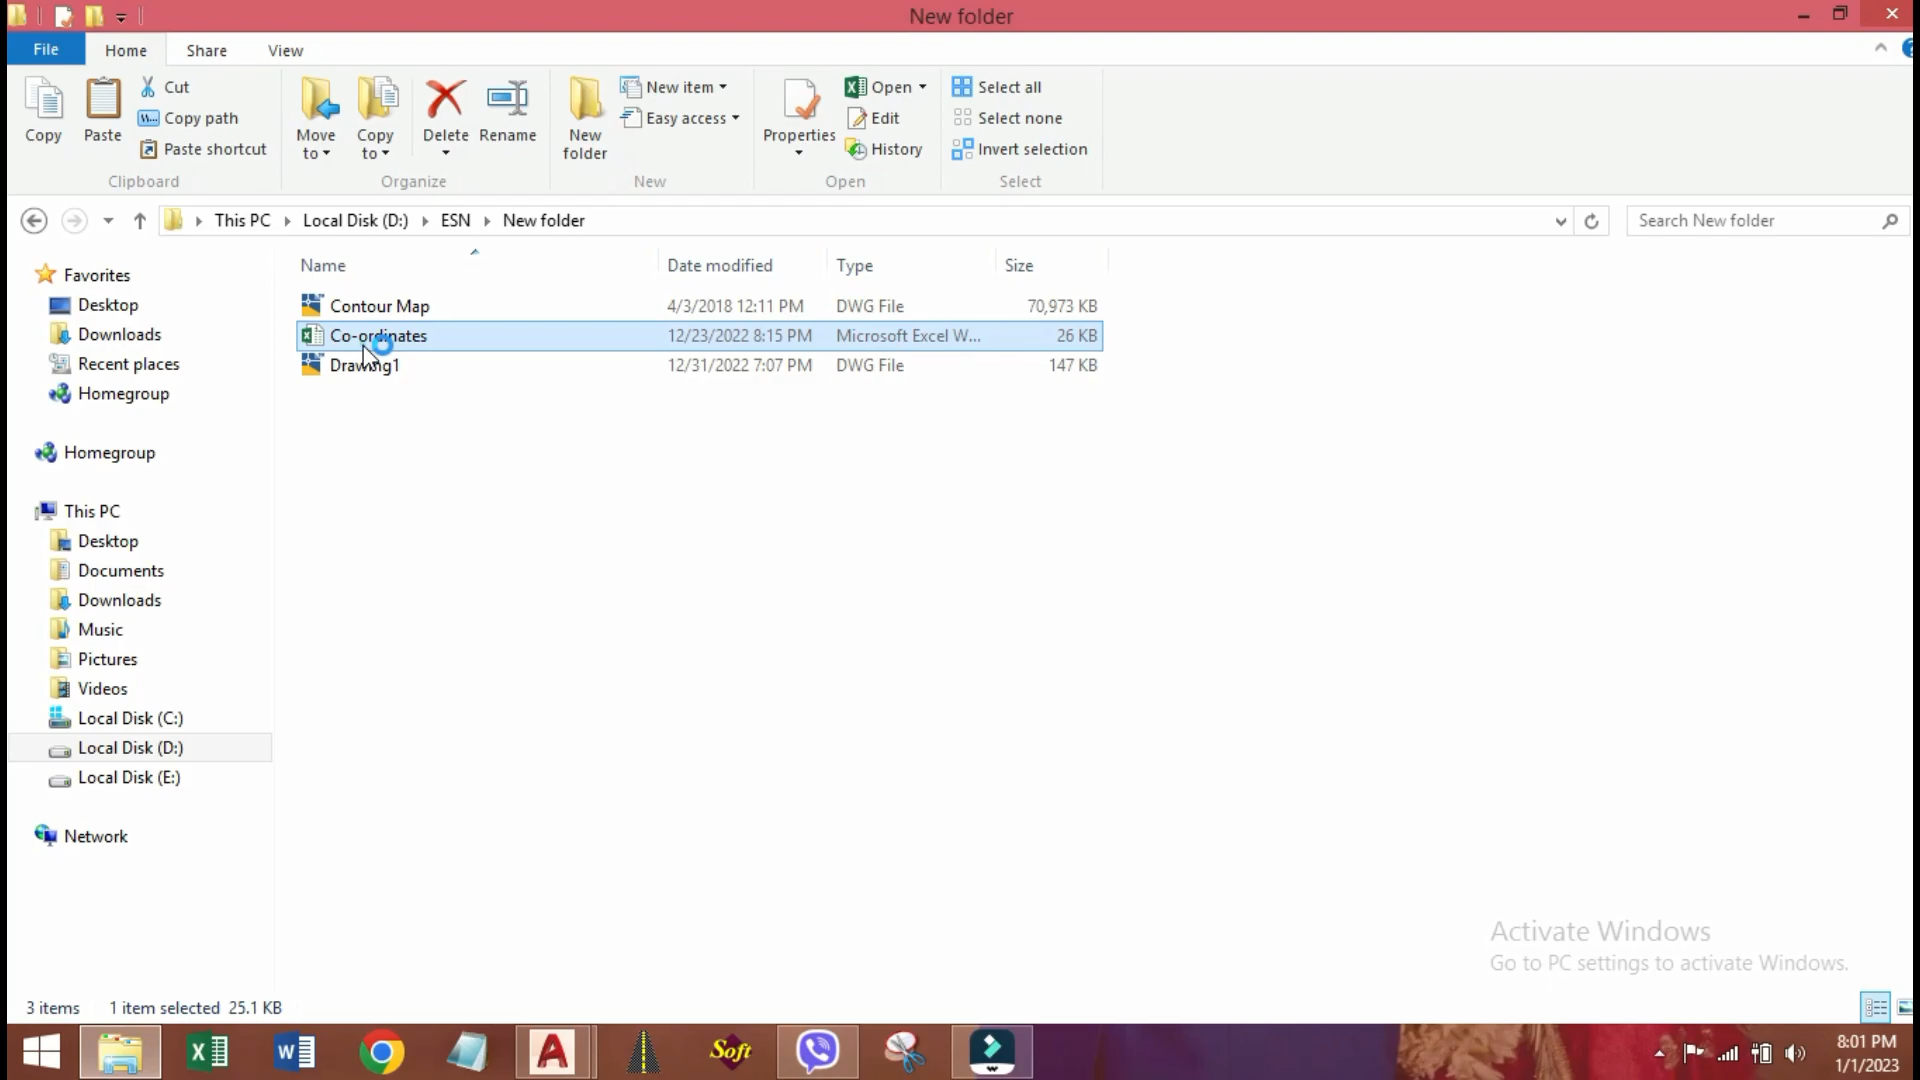 New folder
File Home Share View
Copy
Paste
Cut
Copy path
Paste shortcut
Clipboard
Move to
Copy to
Delete
Rename
Organize
New folder
New item
Easy access
New
Properties
Open
Edit
History
Open
Select all
Select none
Invert selection
Select
This PC Local Disk (D:) ESN New folder
Search New folder
Favorites
Desktop
Downloads
Recent places
Homegroup
Homegroup
This PC
Desktop
Documents
Downloads
Music
Pictures
Videos
Local Disk (C:)
Local Disk (D:)
Local Disk (E:)
Network
Name Date modified Type Size
Contour Map 4/3/2018 12:11 PM DWG File 70,973 KB
Co-ordinates 12/23/2022 8:15 PM Microsoft Excel W... 26 KB
Drawing1 12/31/2022 7:07 PM DWG File 147 KB
Activate Windows
Go to PC settings to activate Windows.
3 items 1 item selected 25.1 KB
Soft
8:01 PM
1/1/2023